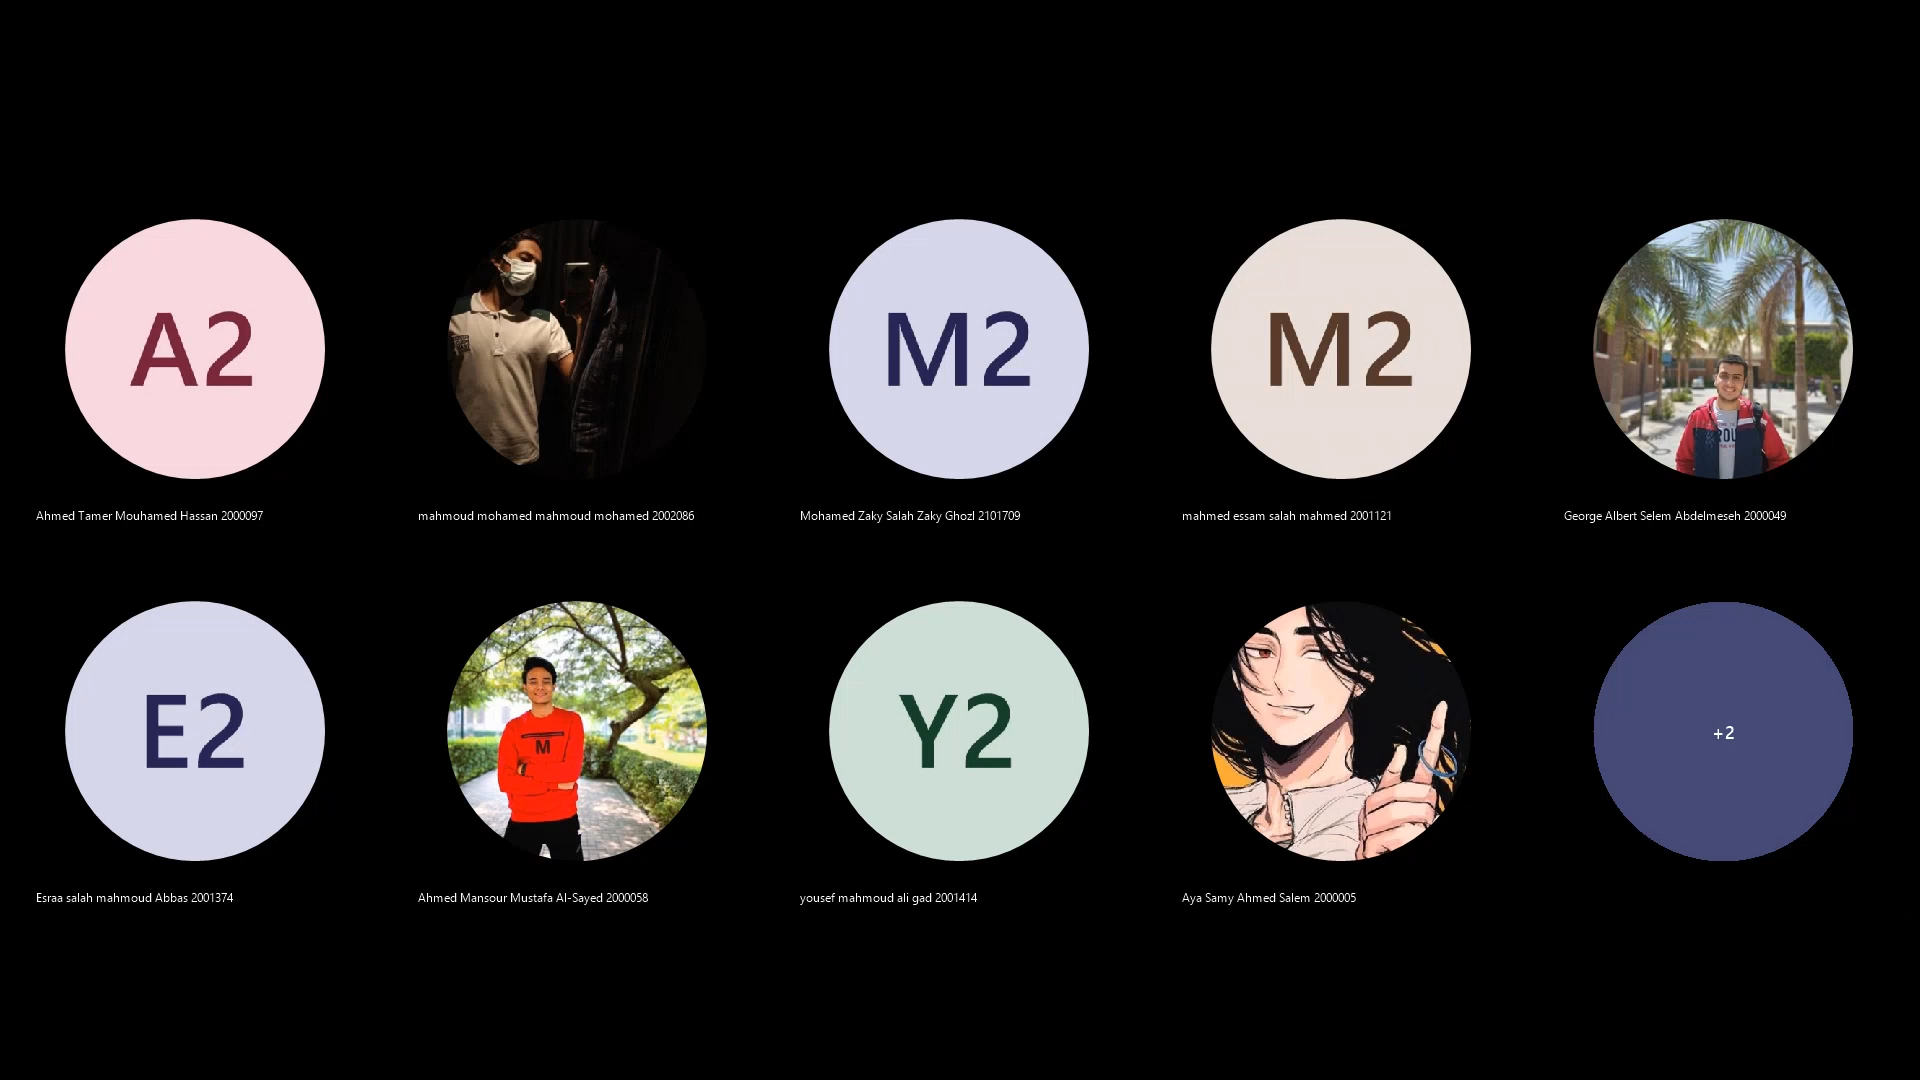 A2
M2
M2
Ahmed Tamer Mouhamed Hassan 2000097
mahmoud mohamed mahmoud mohamed 2002086
Mohamed Zaky Salah Zaky Ghozl 2101709
mahmed essam salah mahmed 2001121
George Albert Selem Abdelmeseh 2000049
E2
M
Y2
+2
Esraa salah mahmoud Abbas 2001374
Ahmed Mansour Mustafa Al-Sayed 2000058
yousef mahmoud ali gad 2001414
Aya Samy Ahmed Salem 2000005